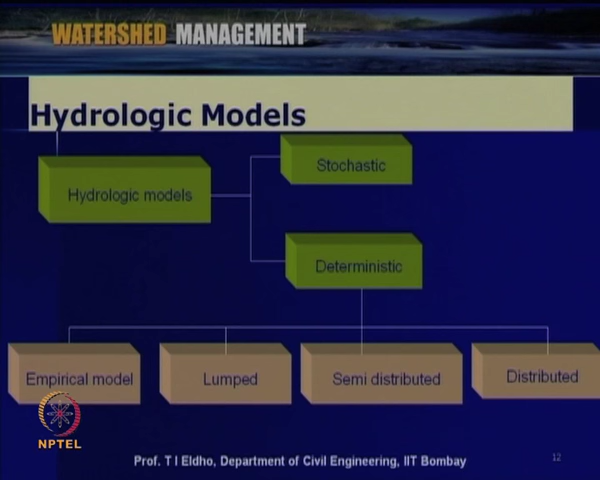 WATERSHED MANAGEMENT
Hydrologic Models
Stochastic
Hydrologic models
Deterministic
Empirical model
Lumped
Semi distributed
Distributed
NPTEL
Prof. T I Eldho, Department of Civil Engineering, IIT Bombay
12